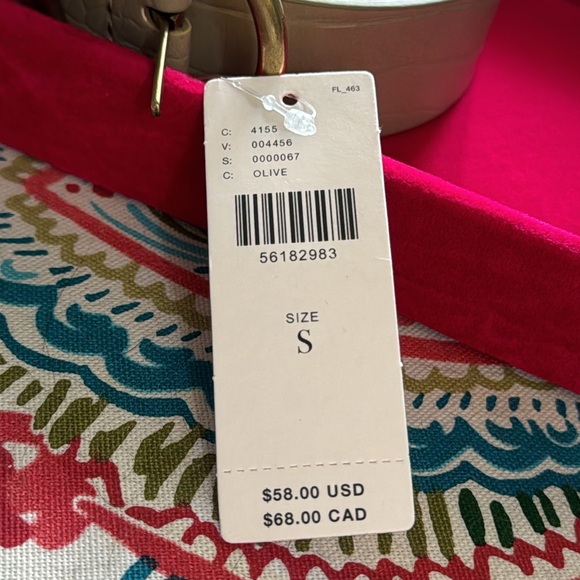 FL_463
C: 4155
V: 004456
S: 0000067
C: OLIVE
56182983
SIZE
S
$58.00 USD
$68.00 CAD